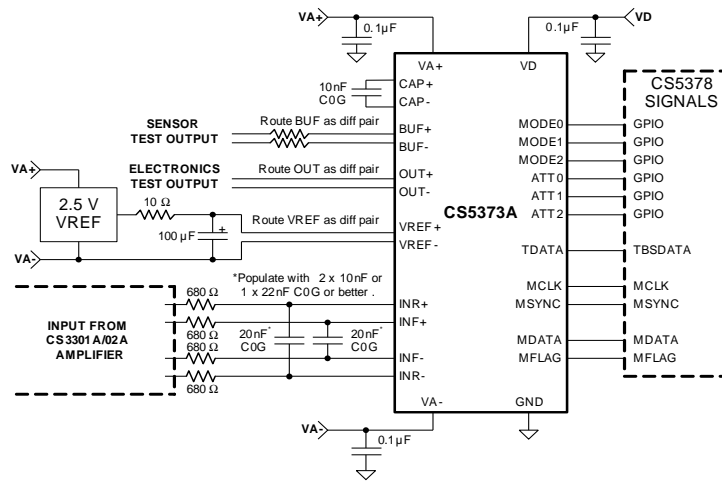 VA+
0.1µF
0.1µF
VD
VA+
VD
CS5378
SIGNALS
10nF
C0G
CAP+
CAP-
SENSOR
TEST OUTPUT
Route BUF as diff pair
BUF+
BUF-
MODE0
GPIO
MODE1
GPIO
MODE2
GPIO
ELECTRONICS
TEST OUTPUT
Route OUT as diff pair
OUT+
OUT-
ATT0
GPIO
ATT1
GPIO
ATT2
GPIO
CS5373A
VA+
2.5 V
VREF
10 Ω
100 µF
+
Route VREF as diff pair
VREF+
VREF-
VA-
TDATA
TBSDATA
*Populate with 2 x 10nF or
1 x 22nF C0G or better .
MCLK
MCLK
MSYNC
MSYNC
MDATA
MDATA
MFLAG
MFLAG
INPUT FROM
CS3301A/02A
AMPLIFIER
680 Ω
680 Ω
680 Ω
680 Ω
20nF*
C0G
20nF*
C0G
INR+
INF+
INF-
INR-
VA-
GND
VA-
0.1µF